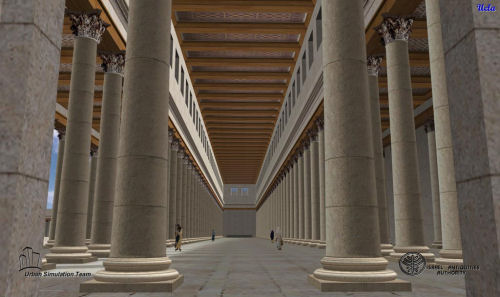 Ucla
Urban Simulation Team
ISRAEL ANTIQUITIES
AUTHORITY